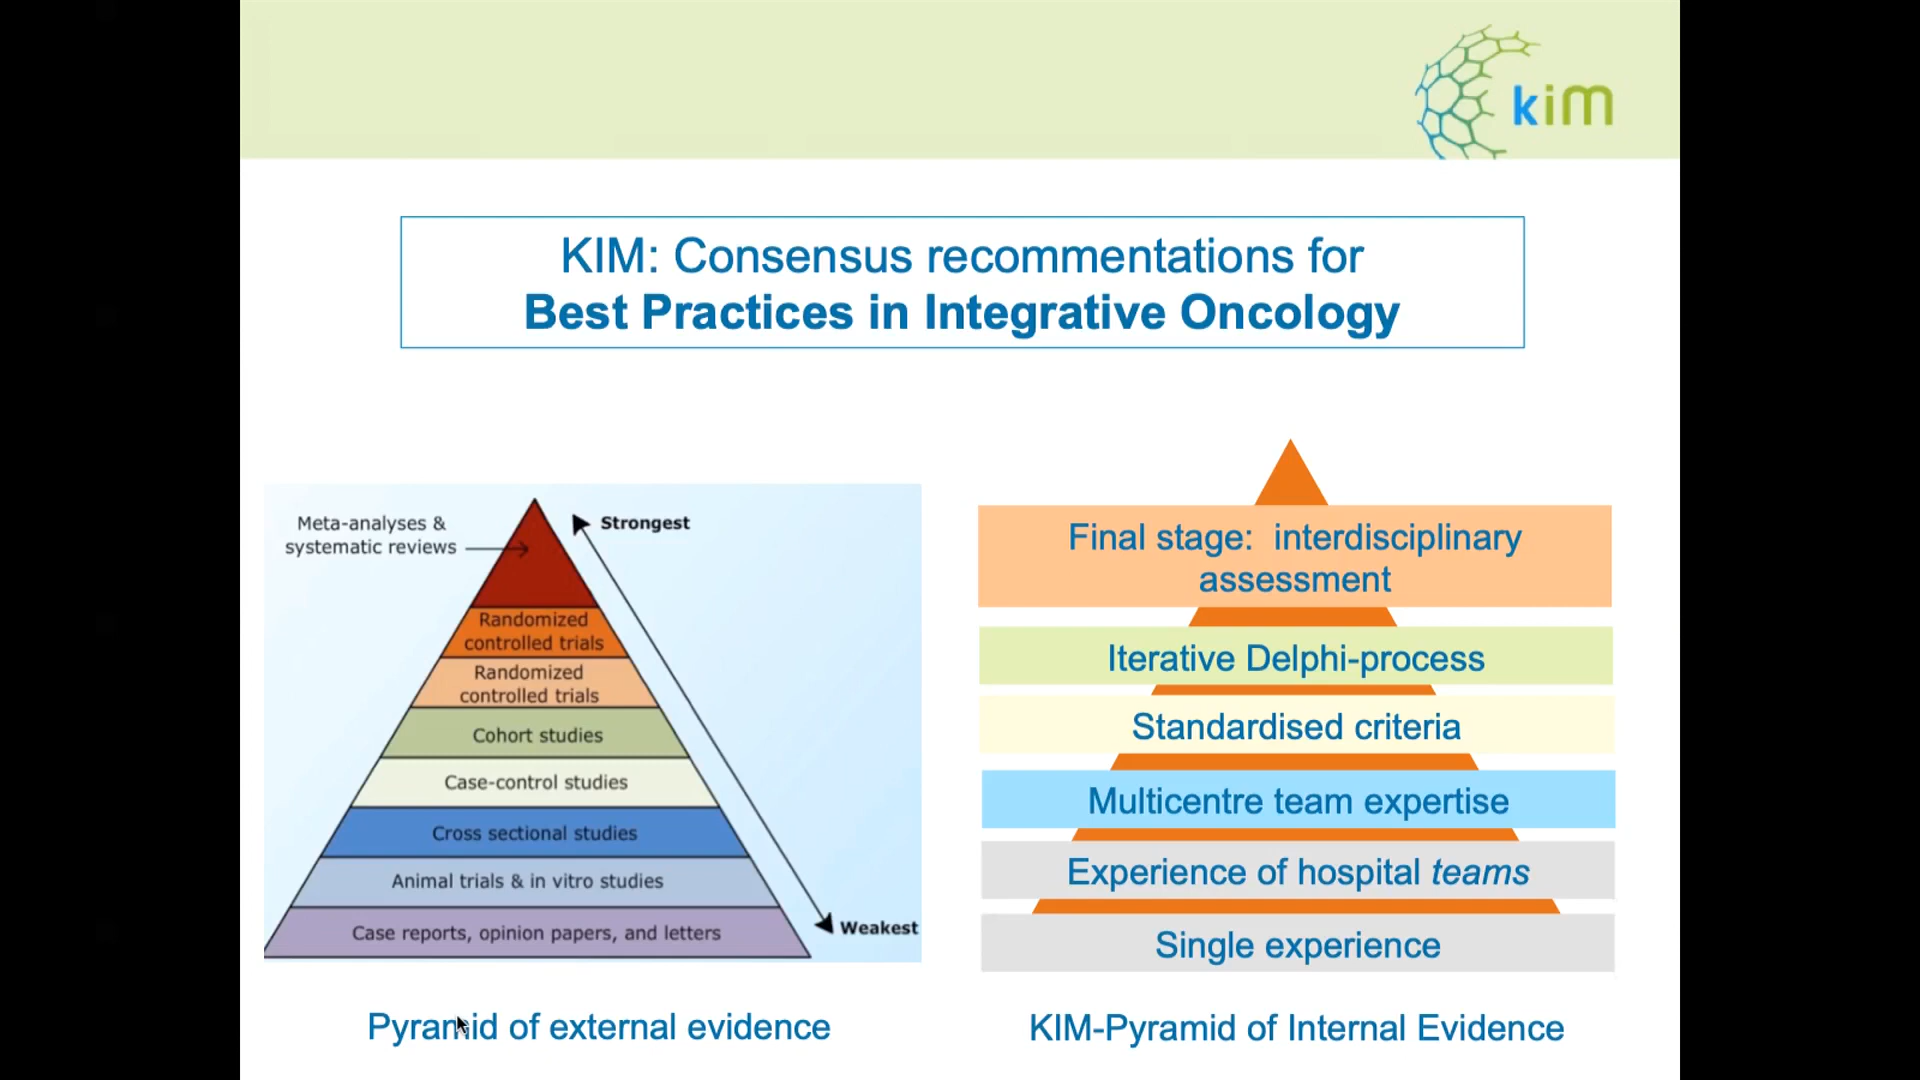 kim
KIM: Consensus recommentations for
Best Practices in Integrative Oncology
Meta-analyses &
systematic reviews
Strongest
Randomized
controlled trials
Randomized
controlled trials
Cohort studies
Case-control studies
Cross sectional studies
Animal trials & in vitro studies
Case reports, opinion papers, and letters
Weakest
Pyramid of external evidence
Final stage:  interdisciplinary
assessment
Iterative Delphi-process
Standardised criteria
Multicentre team expertise
Experience of hospital teams
Single experience
KIM-Pyramid of Internal Evidence